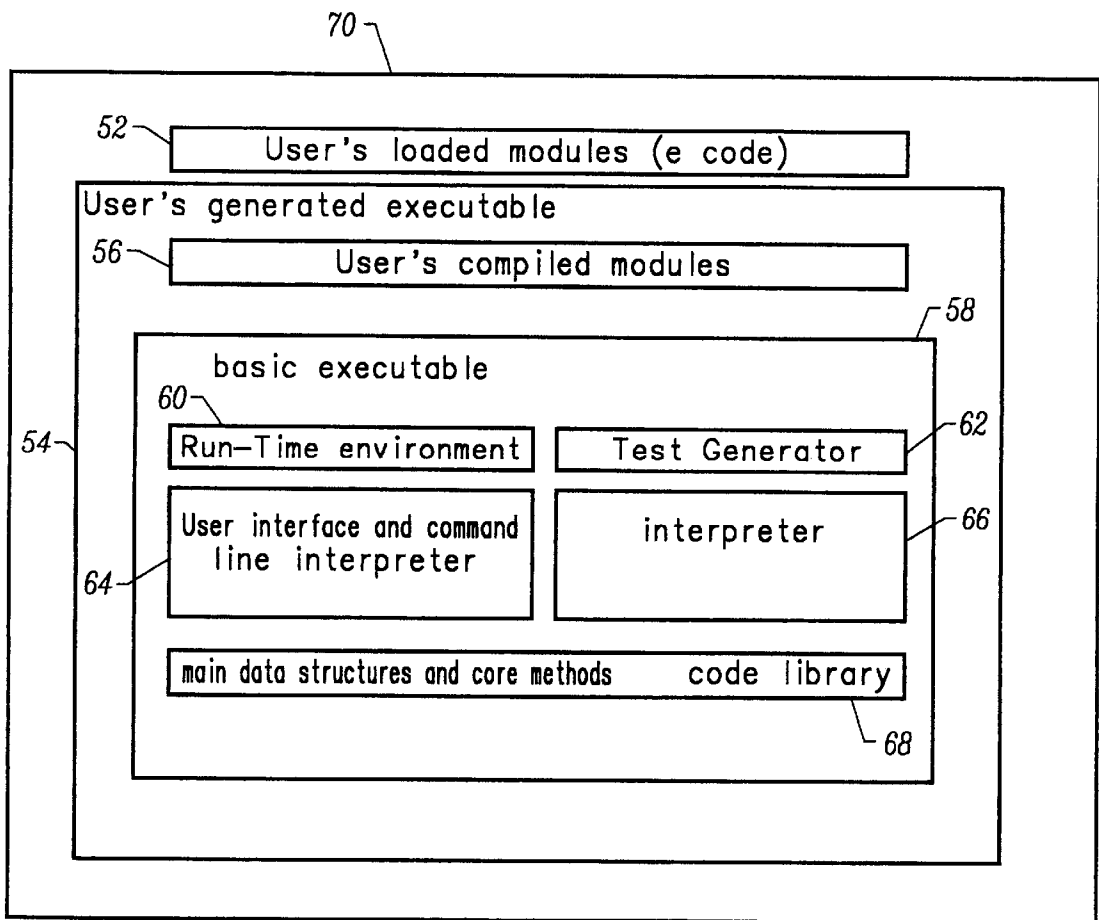 70
52
User's loaded modules (e code)
User's generated executable
56
User's compiled modules
58
basic executable
60
54
Run-Time environment
Test Generator
62
User interface and command
line interpreter
interpreter
66
64
main data structures and core methods code library
68